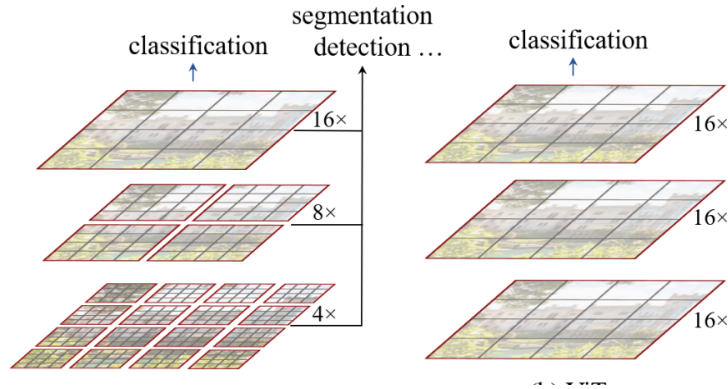 segmentation
classification
detection ...
classification
16×
16×
8×
16×
4×
16×